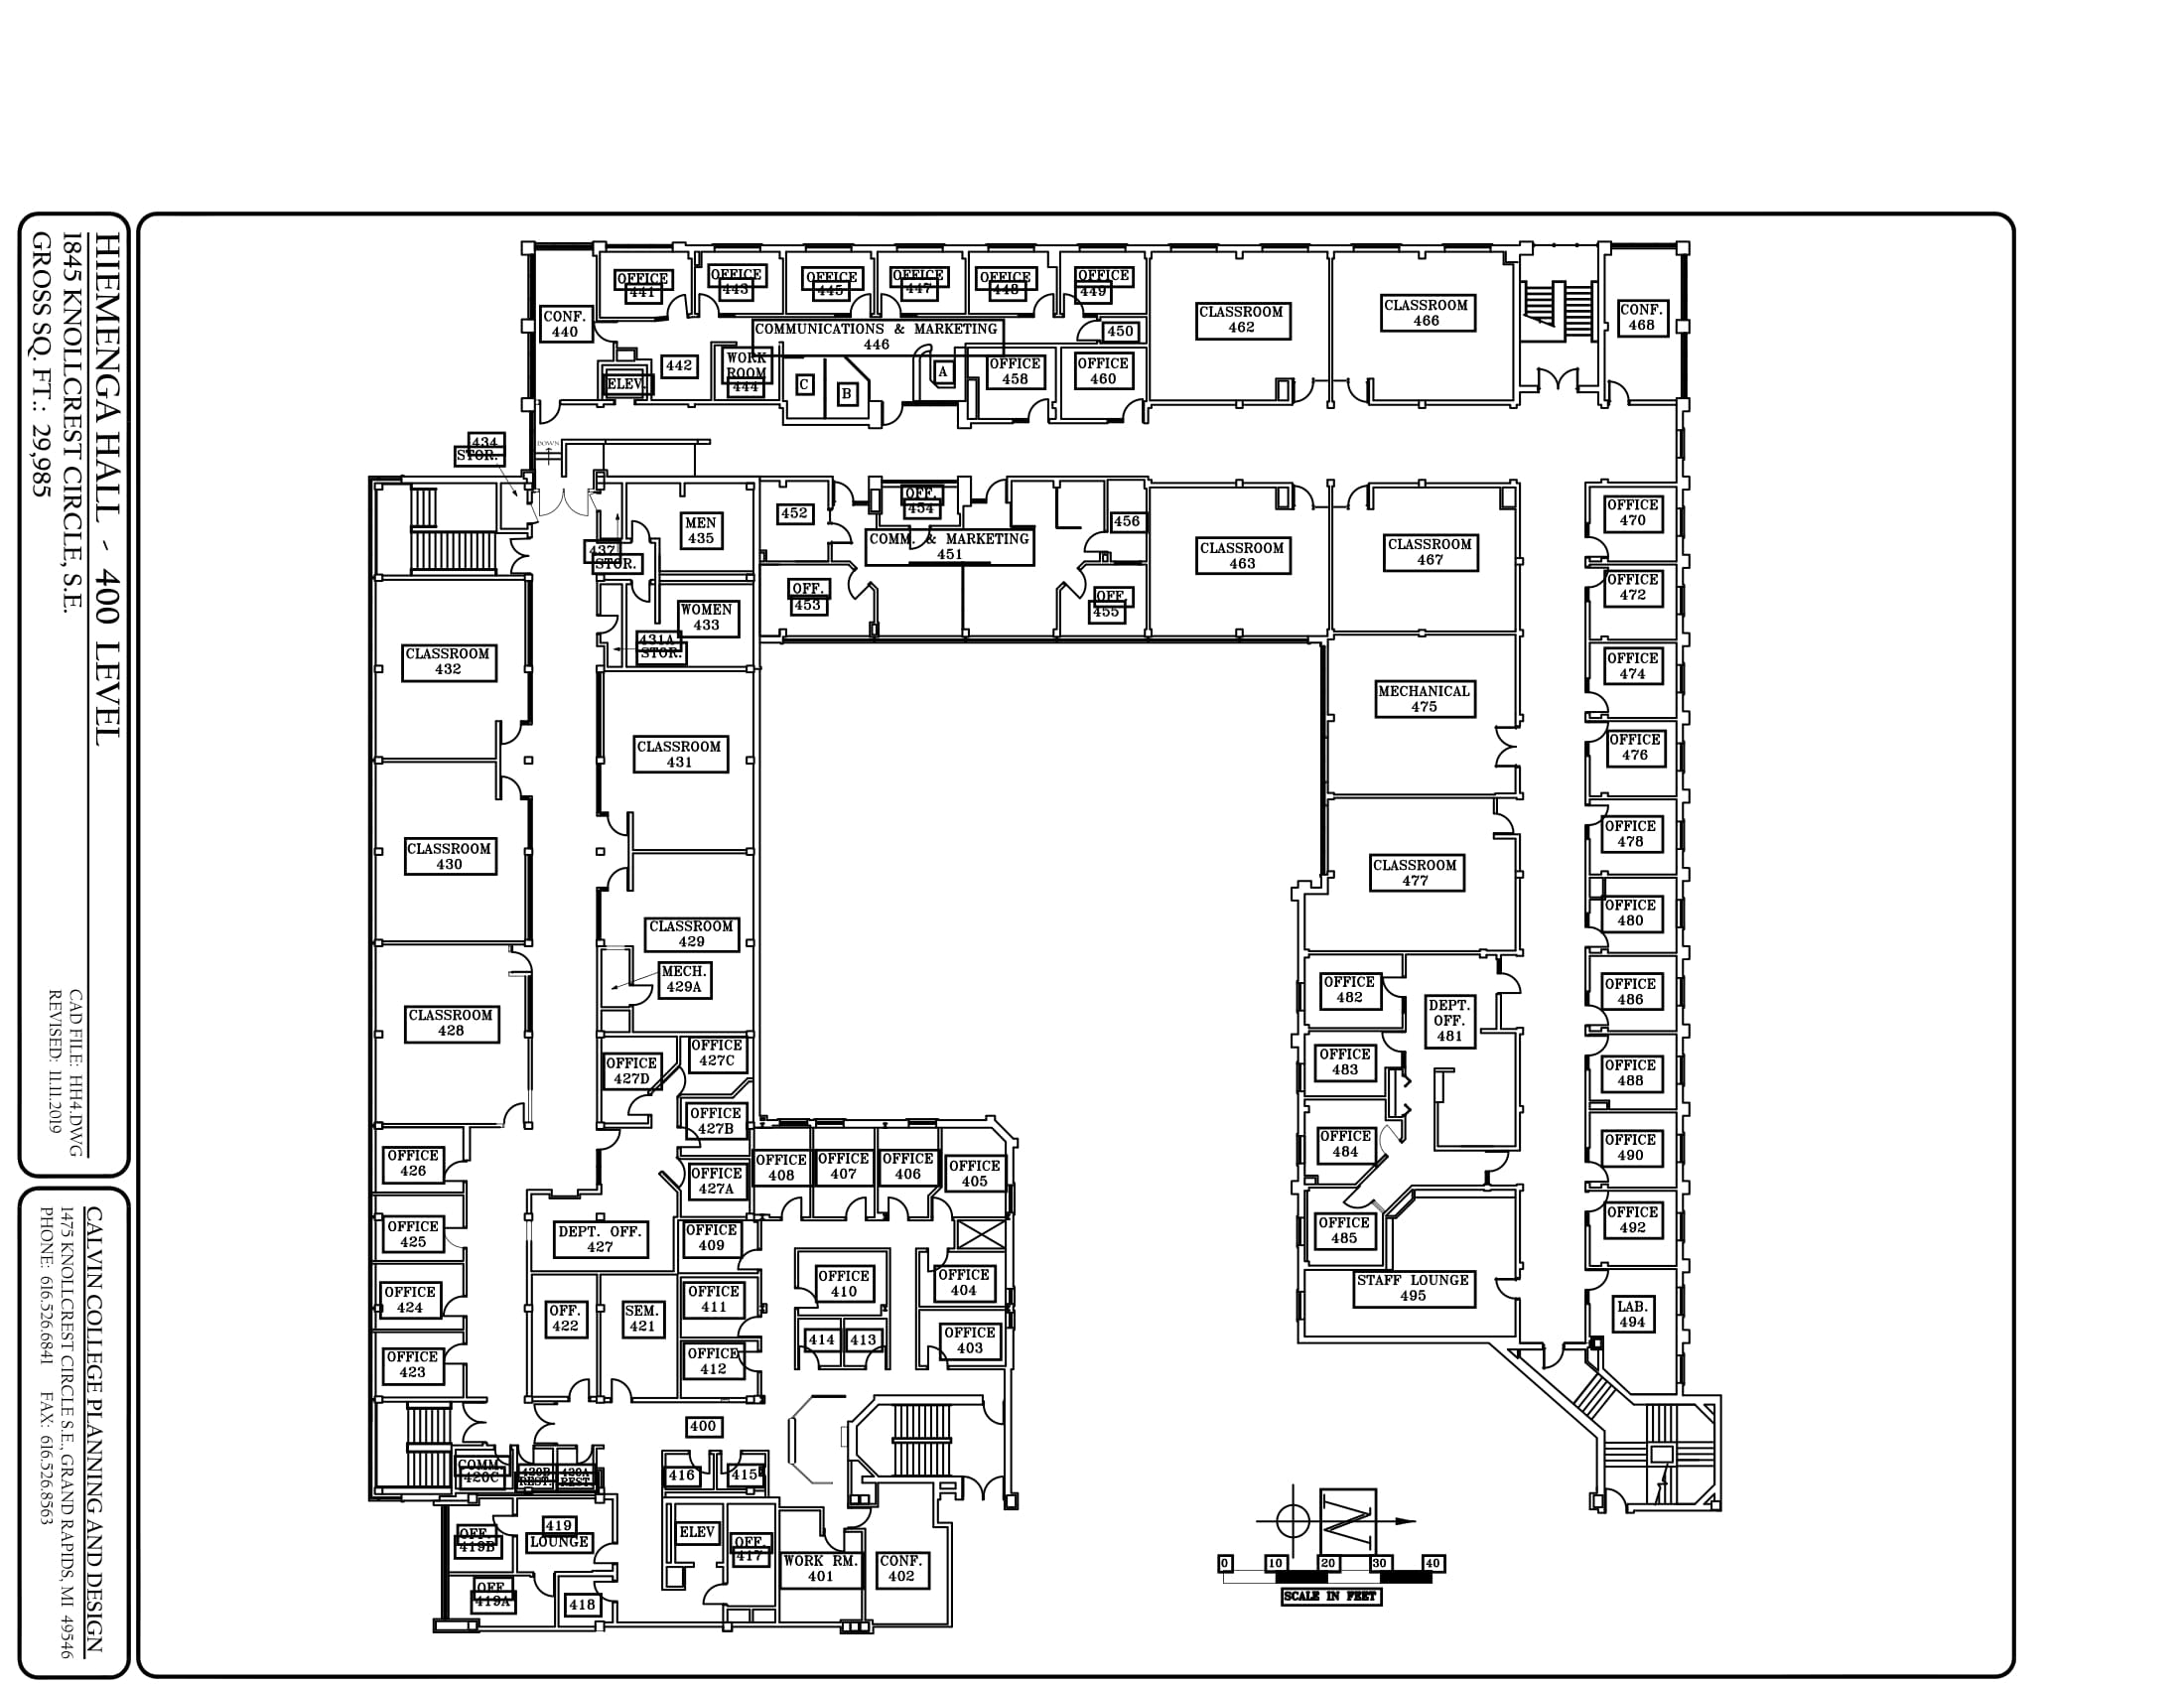 HIEMENGA HALL - 400 LEVEL
1845 KNOLLCREST CIRCLE, S.E.
GROSS SQ. FT.: 29,985
CAD FILE: HH4.DWG
REVISED: 11.11.2019
CALVIN COLLEGE PLANNING AND DESIGN
1475 KNOLLCREST CIRCLE S.E., GRAND RAPIDS, MI 49546
PHONE: 616.526.6841 FAX: 616.526.8563
CONF.
440
OFFICE
441
OFFICE
443
OFFICE
445
OFFICE
447
OFFICE
448
OFFICE
449
COMMUNICATIONS & MARKETING
446
450
442
ELEV.
WORK
ROOM
444
C
B
A
OFFICE
458
OFFICE
460
CLASSROOM
462
CLASSROOM
466
CONF.
468
434
STOR.
DOWN
MEN
435
437
STOR.
WOMEN
433
431A
STOR.
452
OFF.
454
COMM. & MARKETING
451
456
OFF.
453
OFF.
455
CLASSROOM
463
CLASSROOM
467
OFFICE
470
OFFICE
472
OFFICE
474
OFFICE
476
OFFICE
478
OFFICE
480
OFFICE
486
OFFICE
488
OFFICE
490
OFFICE
492
LAB.
494
MECHANICAL
475
CLASSROOM
477
OFFICE
482
DEPT.
OFF.
481
OFFICE
483
OFFICE
484
OFFICE
485
STAFF LOUNGE
495
CLASSROOM
432
CLASSROOM
431
CLASSROOM
430
CLASSROOM
429
MECH.
429A
CLASSROOM
428
OFFICE
427D
OFFICE
427C
OFFICE
427B
OFFICE
427A
OFFICE
426
OFFICE
425
OFFICE
424
OFFICE
423
DEPT. OFF.
427
OFF.
422
SEM.
421
OFFICE
408
OFFICE
407
OFFICE
406
OFFICE
405
OFFICE
409
OFFICE
411
OFFICE
412
OFFICE
410
OFFICE
404
414
413
OFFICE
403
400
COMM.
420C
420B
REST.
420A
REST.
416
415
OFF.
419B
419
LOUNGE
OFF.
419A
418
ELEV
OFF.
417
WORK RM.
401
CONF.
402
N
0 10 20 30 40
SCALE IN FEET